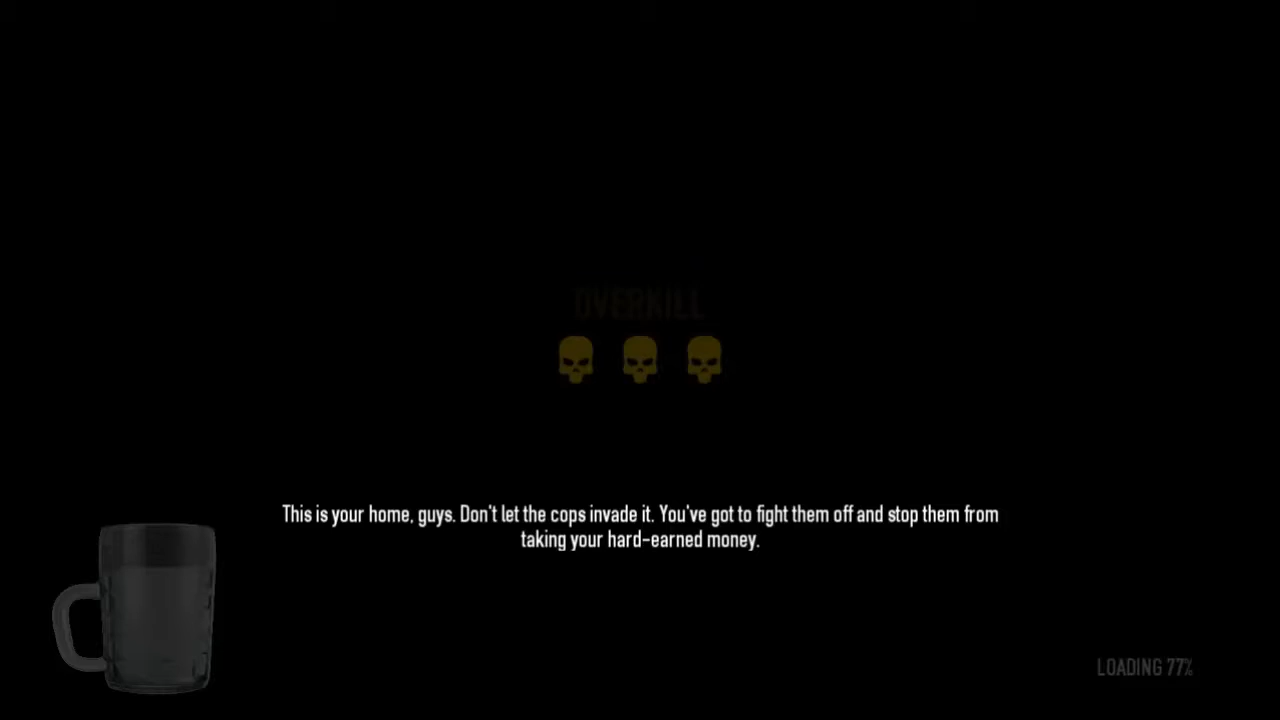 OVERKILL
This is your home, guys. Don't let the cops invade it. You've got to fight them off and stop them from
taking your hard-earned money.
LOADING 77%